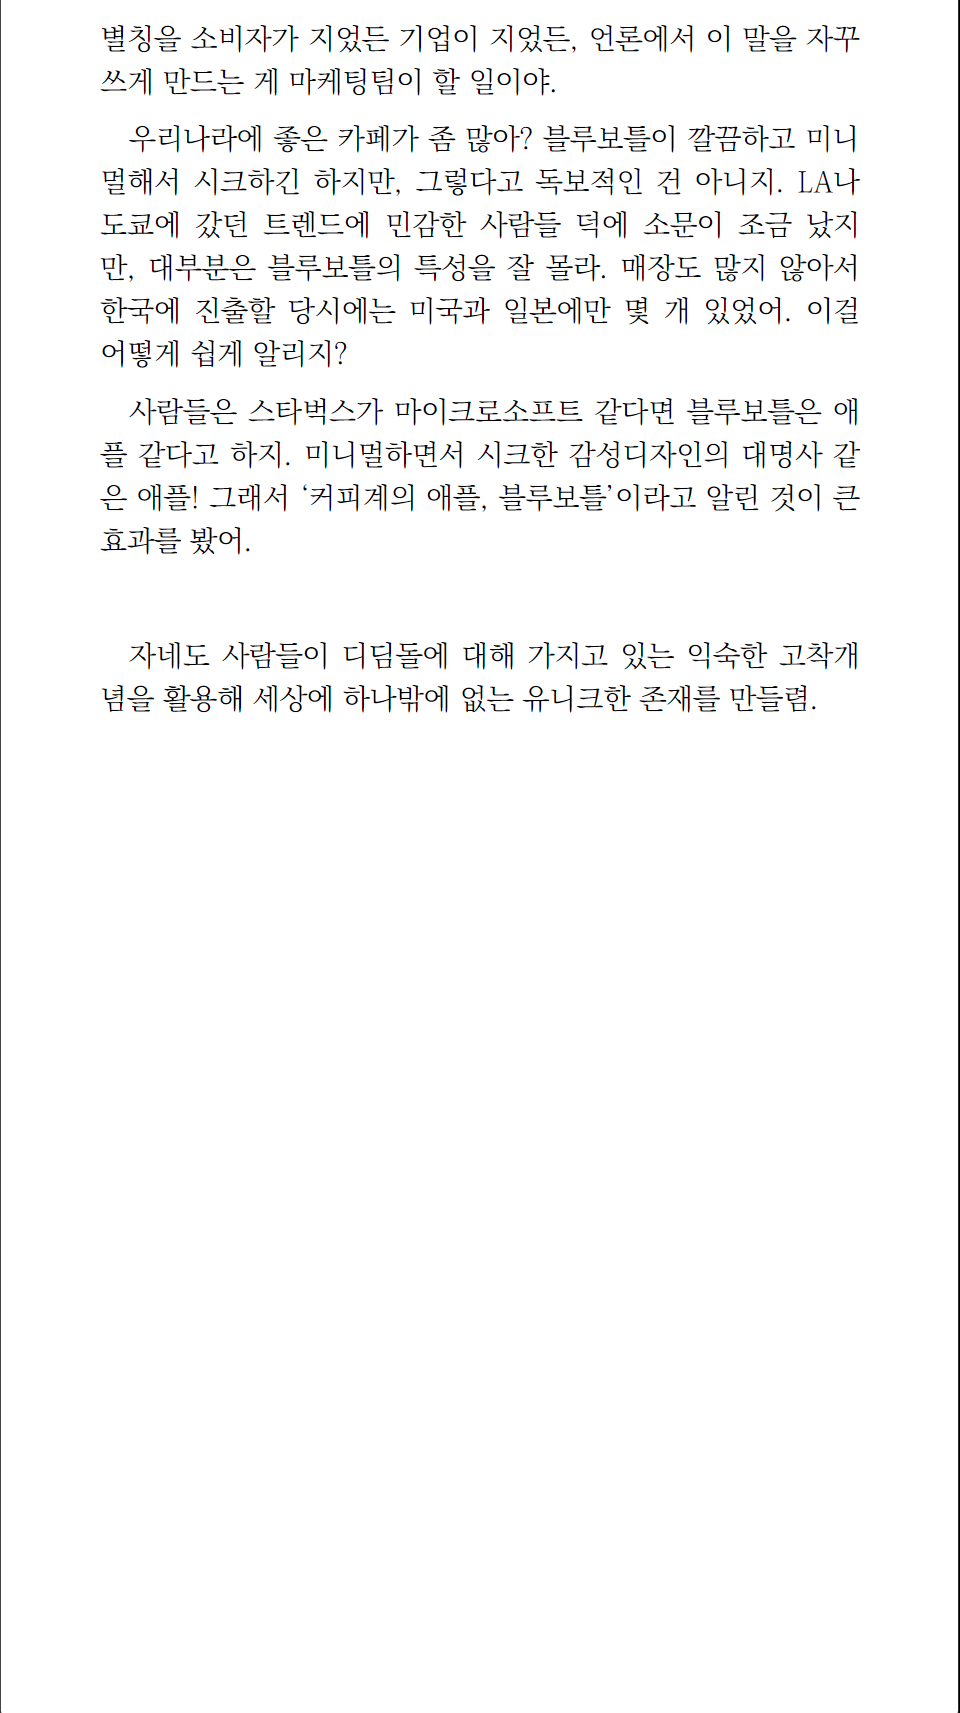 별칭을 소비자가 지었든 기업이 지었든, 언론에서 이 말을 자꾸
쓰게 만드는 게 마케팅팀이 할 일이야.
우리나라에 좋은 카페가 좀 많아? 블루보틀이 깔끔하고 미니
멀해서 시크하긴 하지만, 그렇다고 독보적인 건 아니지. LA나
도쿄에 갔던 트렌드에 민감한 사람들 덕에 소문이 조금 났지
만, 대부분은 블루보틀의 특성을 잘 몰라. 매장도 많지 않아서
한국에 진출할 당시에는 미국과 일본에만 몇 개 있었어. 이걸
어떻게 쉽게 알리지?
사람들은 스타벅스가 마이크로소프트 같다면 블루보틀은 애
플 같다고 하지. 미니멀하면서 시크한 감성디자인의 대명사 같
은 애플! 그래서 ‘커피계의 애플, 블루보틀’이라고 알린 것이 큰
효과를 봤어.
자네도 사람들이 디딤돌에 대해 가지고 있는 익숙한 고착개
념을 활용해 세상에 하나밖에 없는 유니크한 존재를 만들렴.